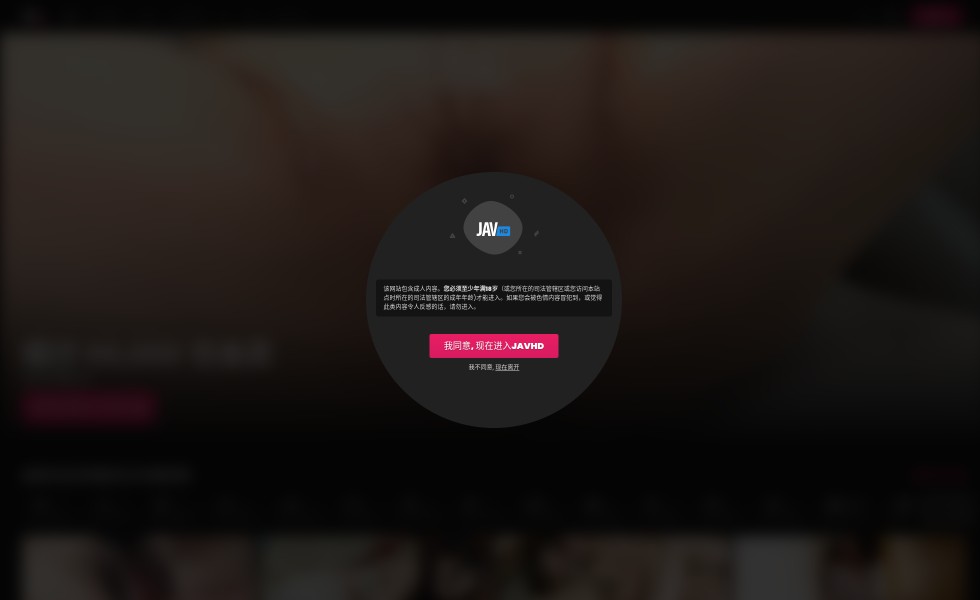 JAV HD
该网站包含成人内容。您必须至少年满18岁（或您所在的司法管辖区或您访问本站
点时所在的司法管辖区的成年年龄)才能进入。如果您会被色情内容冒犯到，或觉得
此类内容令人反感的话，请勿进入。
我同意, 现在进入JAVHD
我不同意, 现在离开